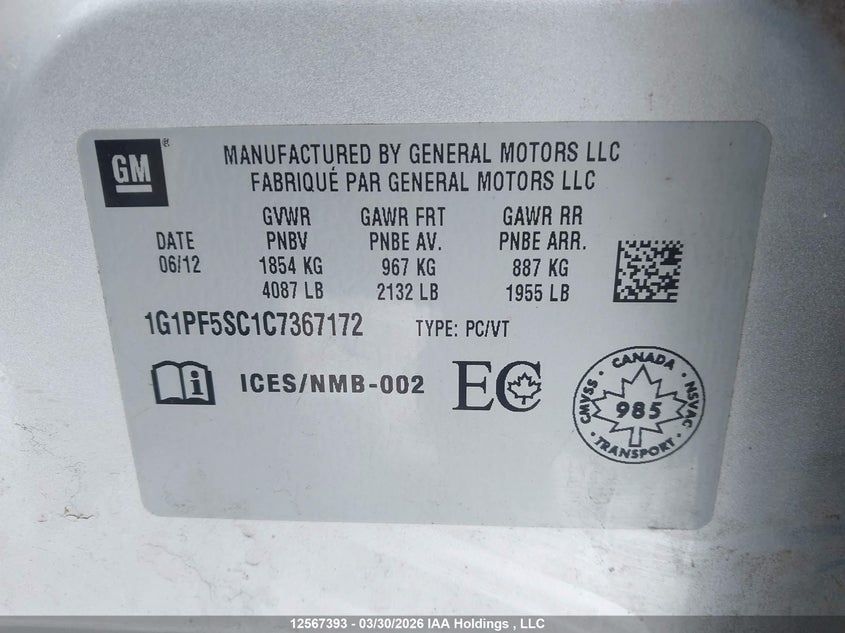 GM
MANUFACTURED BY GENERAL MOTORS LLC
FABRIQUÉ PAR GENERAL MOTORS LLC
DATE
06/12
GVWR
PNBV
1854 KG
4087 LB
GAWR FRT
PNBE AV.
967 KG
2132 LB
GAWR RR
PNBE ARR.
887 KG
1955 LB
1G1PF5SC1C7367172 TYPE: PC/VT
i ICES/NMB-002 EC
CANADA
CMVSS 985 NSVAC
TRANSPORT
12567393 - 03/30/2026 IAA Holdings , LLC